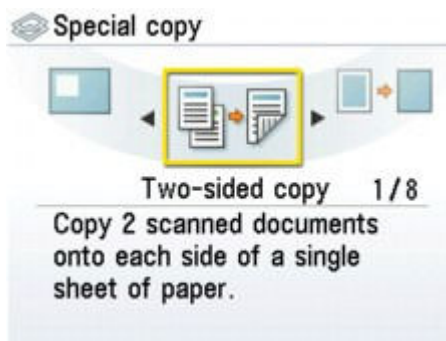 Special copy
Two-sided copy 1/8
Copy 2 scanned documents
onto each side of a single
sheet of paper.